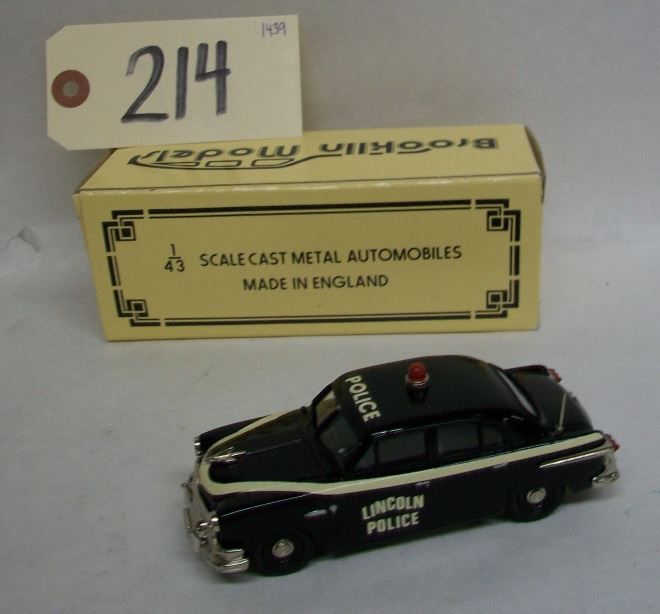 1439
214
Brooklin Models
1/43 SCALE CAST METAL AUTOMOBILES
MADE IN ENGLAND
POLICE
LINCOLN
POLICE